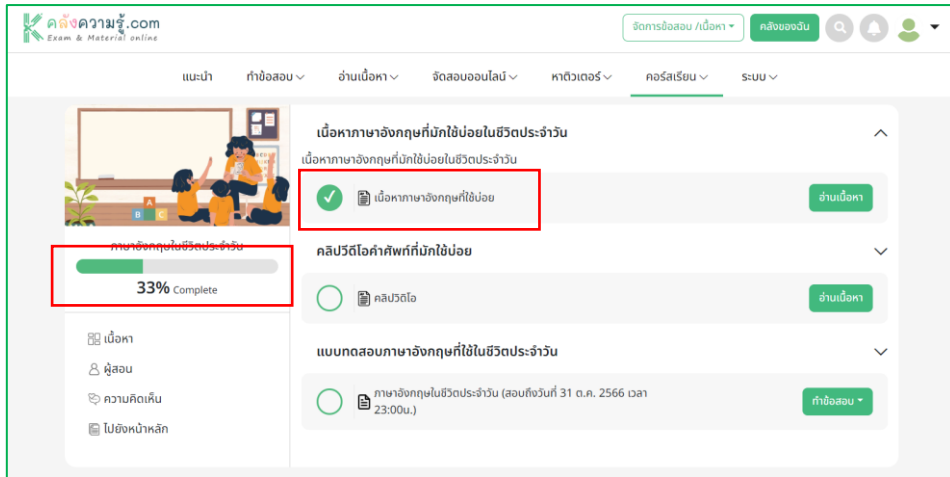 คลังความรู้.com
Exam & Material online
จัดการข้อสอบ /เนื้อหา
คลังของฉัน
แนะนำ ทำข้อสอบ อ่านเนื้อหา จัดสอบออนไลน์ หาติวเตอร์ คอร์สเรียน ระบบ
A
B C
ภาษาอังกฤษในชีวิตประจำวัน
33% Complete
เนื้อหา
ผู้สอน
ความคิดเห็น
ไปยังหน้าหลัก
เนื้อหาภาษาอังกฤษที่มักใช้บ่อยในชีวิตประจำวัน
เนื้อหาภาษาอังกฤษที่มักใช้บ่อยในชีวิตประจำวัน
เนื้อหาภาษาอังกฤษที่ใช้บ่อย
อ่านเนื้อหา
คลิปวีดีโอคำศัพท์ที่มักใช้บ่อย
คลิปวิดิโอ
อ่านเนื้อหา
แบบทดสอบภาษาอังกฤษที่ใช้ในชีวิตประจำวัน
ภาษาอังกฤษในชีวิตประจำวัน (สอบถึงวันที่ 31 ต.ค. 2566 เวลา
23:00น.)
ทำข้อสอบ